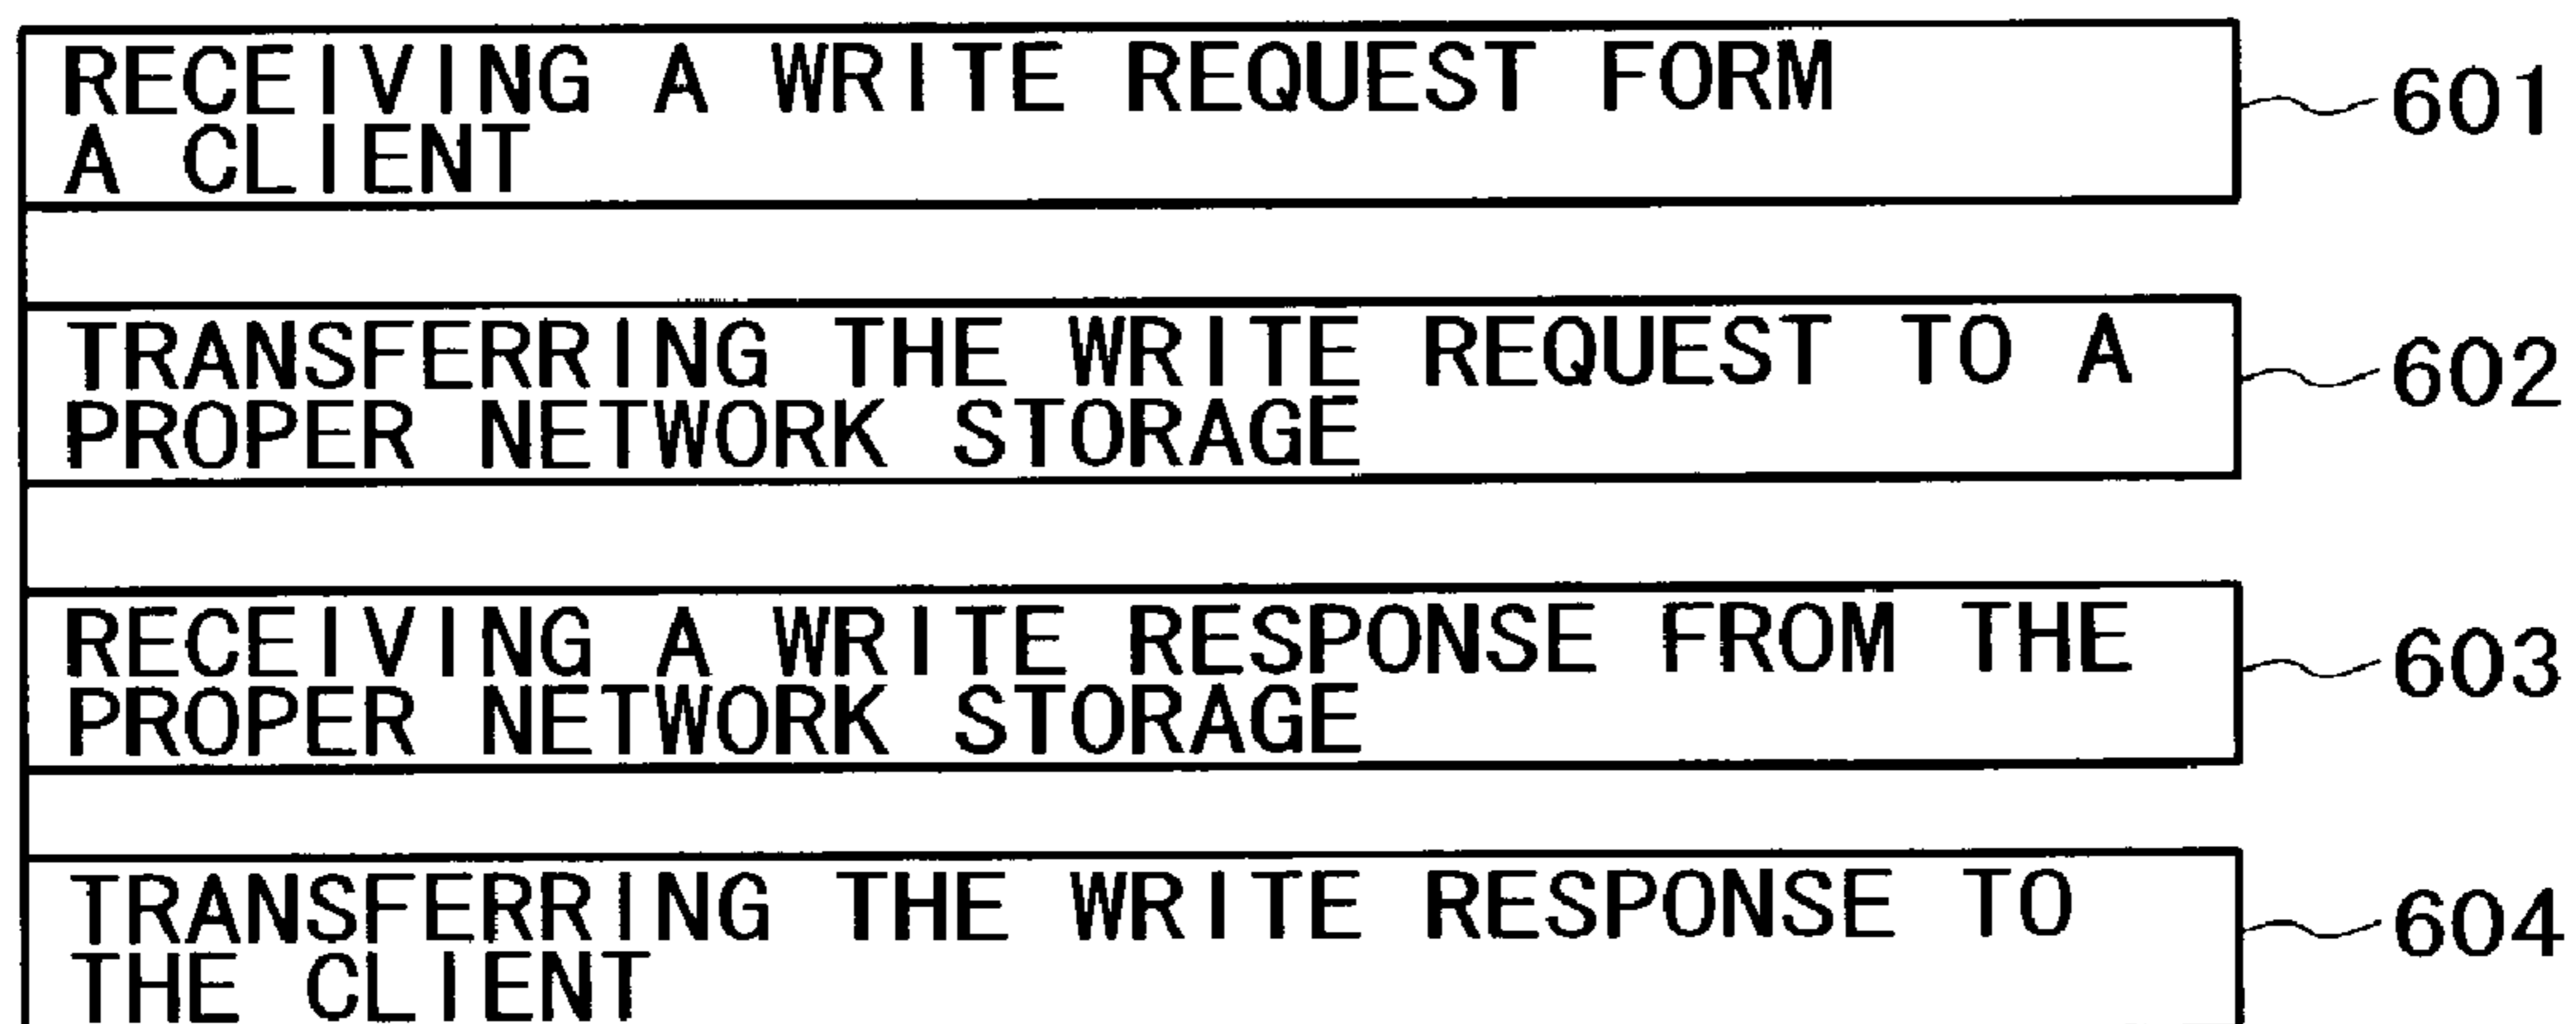 RECEIVING A WRITE REQUEST FORM
A CLIENT
601
TRANSFERRING THE WRITE REQUEST TO A
PROPER NETWORK STORAGE
602
RECEIVING A WRITE RESPONSE FROM THE
PROPER NETWORK STORAGE
603
TRANSFERRING THE WRITE RESPONSE TO
THE CLIENT
604